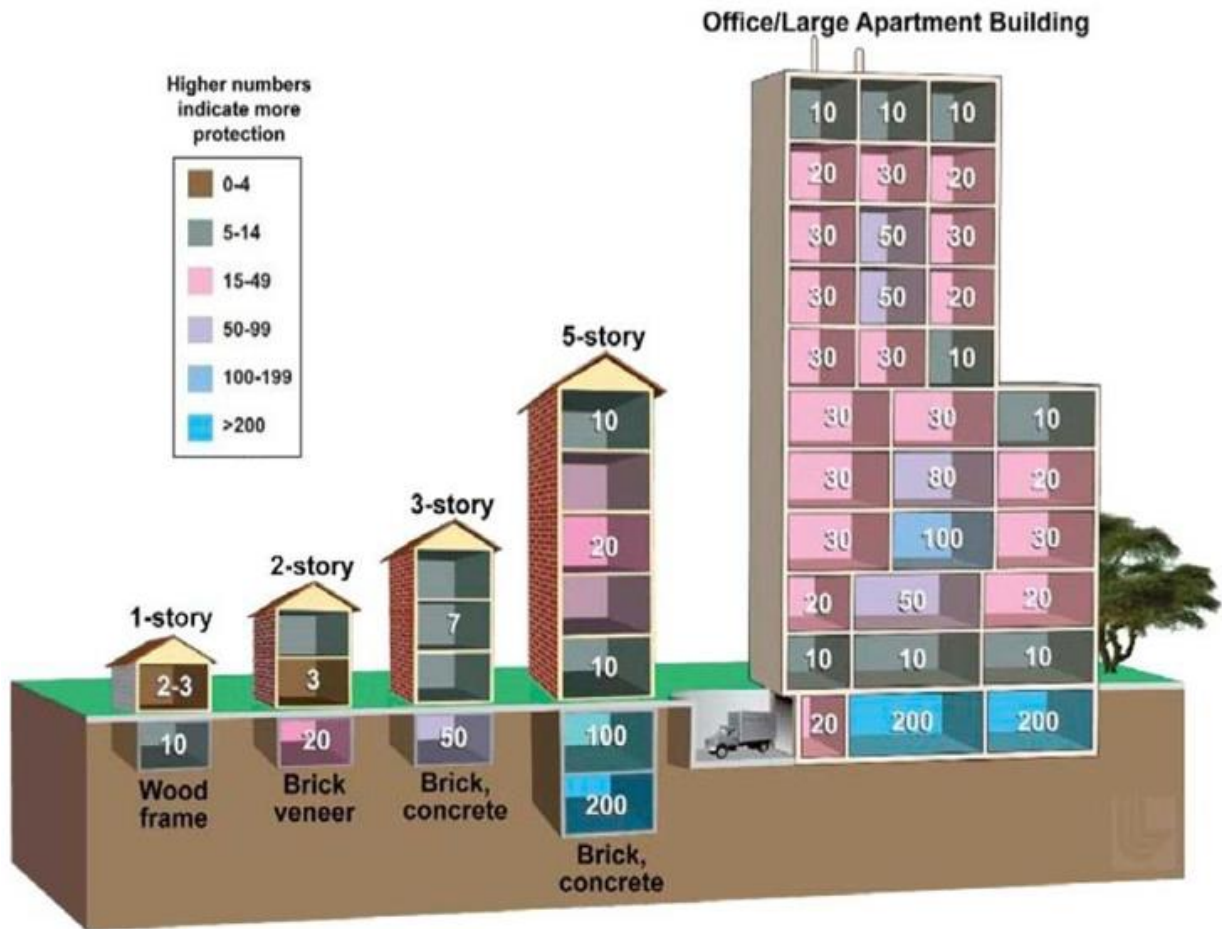 Office/Large Apartment Building
Higher numbers
indicate more
protection
0-4
5-14
15-49
50-99
100-199
>200
1-story
2-3
10
Wood
frame
2-story
3
20
Brick
veneer
3-story
7
50
Brick,
concrete
5-story
10
20
10
100
200
Brick,
concrete
10 10 10
20 30 20
30 50 30
30 50 20
30 30 10
30 30 10
30 80 20
30 100 30
20 50 20
10 10 10
20 200 200